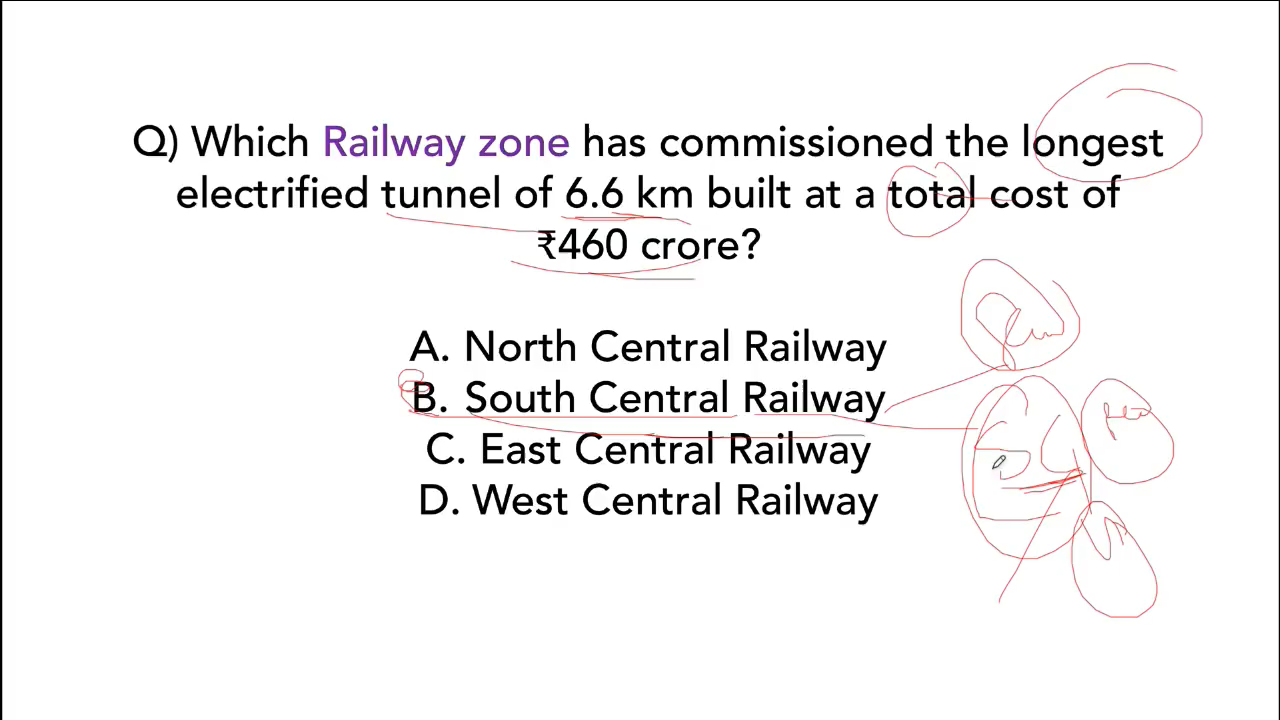 Q) Which Railway zone has commissioned the longest
electrified tunnel of 6.6 km built at a total cost of
₹460 crore?
A. North Central Railway
B. South Central Railway
C. East Central Railway
D. West Central Railway